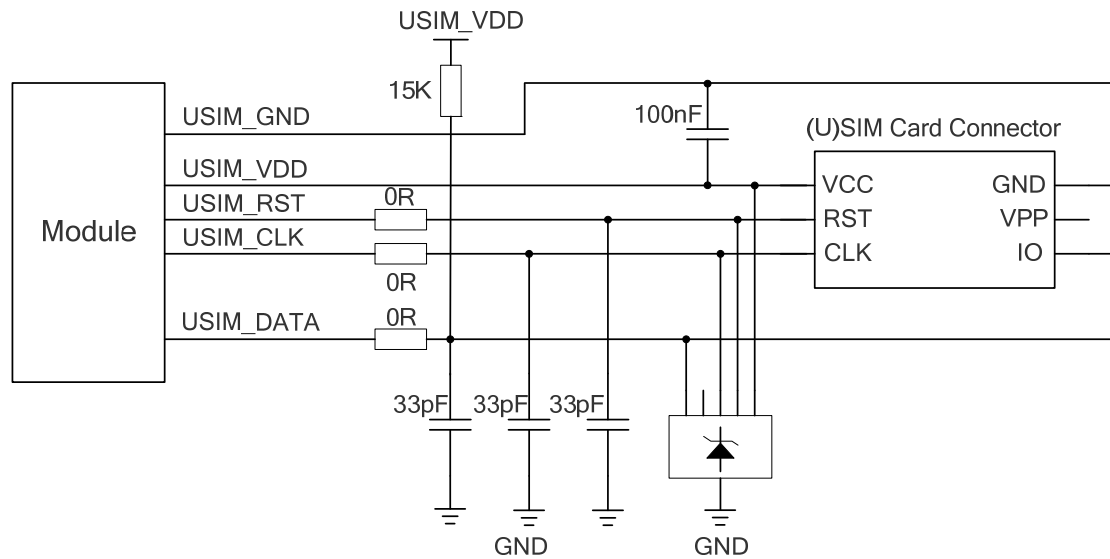 USIM_VDD
15K
USIM_GND
100nF
(U)SIM Card Connector
USIM_VDD
VCC
GND
0R
USIM_RST
RST
VPP
Module
USIM_CLK
CLK
IO
0R
0R
USIM_DATA
33pF
33pF
33pF
GND
GND